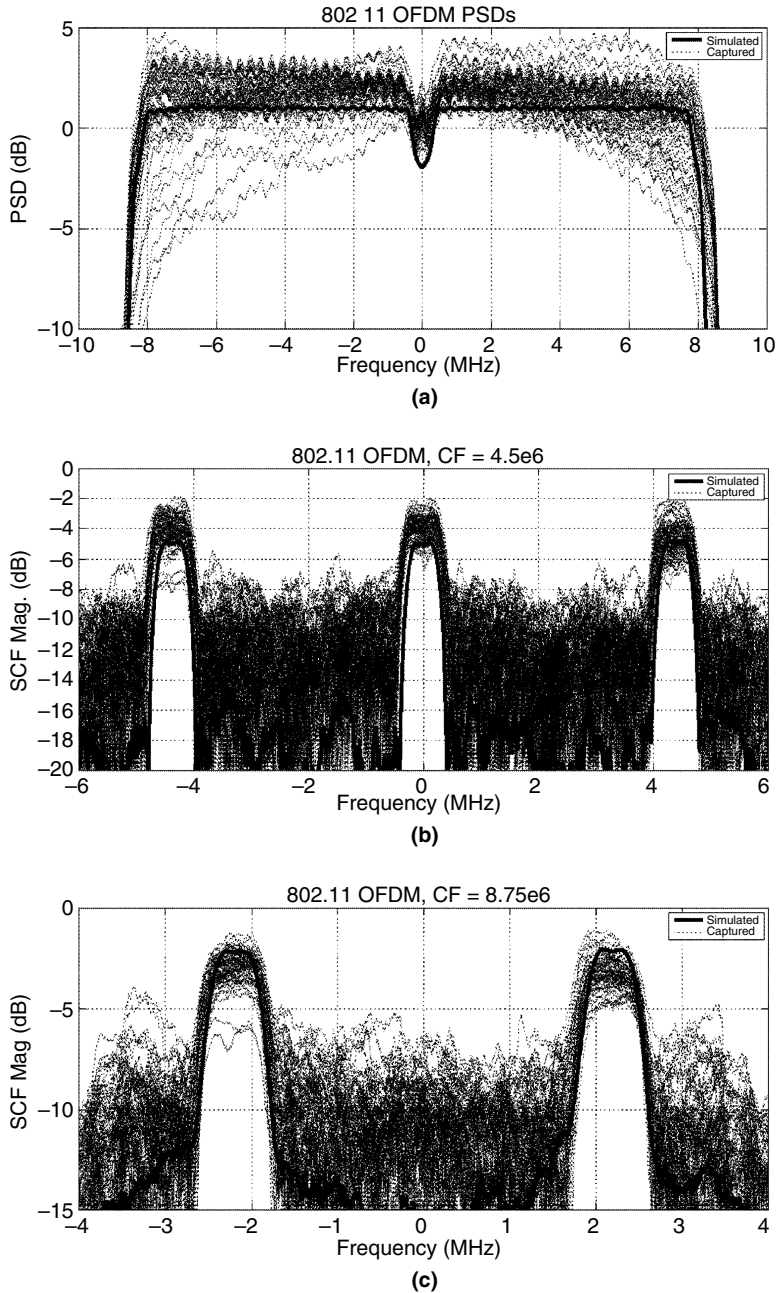 802 11 OFDM PSDs
5
0
−5
−10
PSD (dB)
Simulated
Captured
−10 −8 −6 −4 −2 0 2 4 6 8 10
Frequency (MHz)
(a)
802.11 OFDM, CF = 4.5e6
0
−2
−4
−6
−8
−10
−12
−14
−16
−18
−20
SCF Mag. (dB)
Simulated
Captured
−6 −4 −2 0 2 4 6
Frequency (MHz)
(b)
802.11 OFDM, CF = 8.75e6
0
−5
−10
−15
SCF Mag (dB)
Simulated
Captured
−4 −3 −2 −1 0 1 2 3 4
Frequency (MHz)
(c)